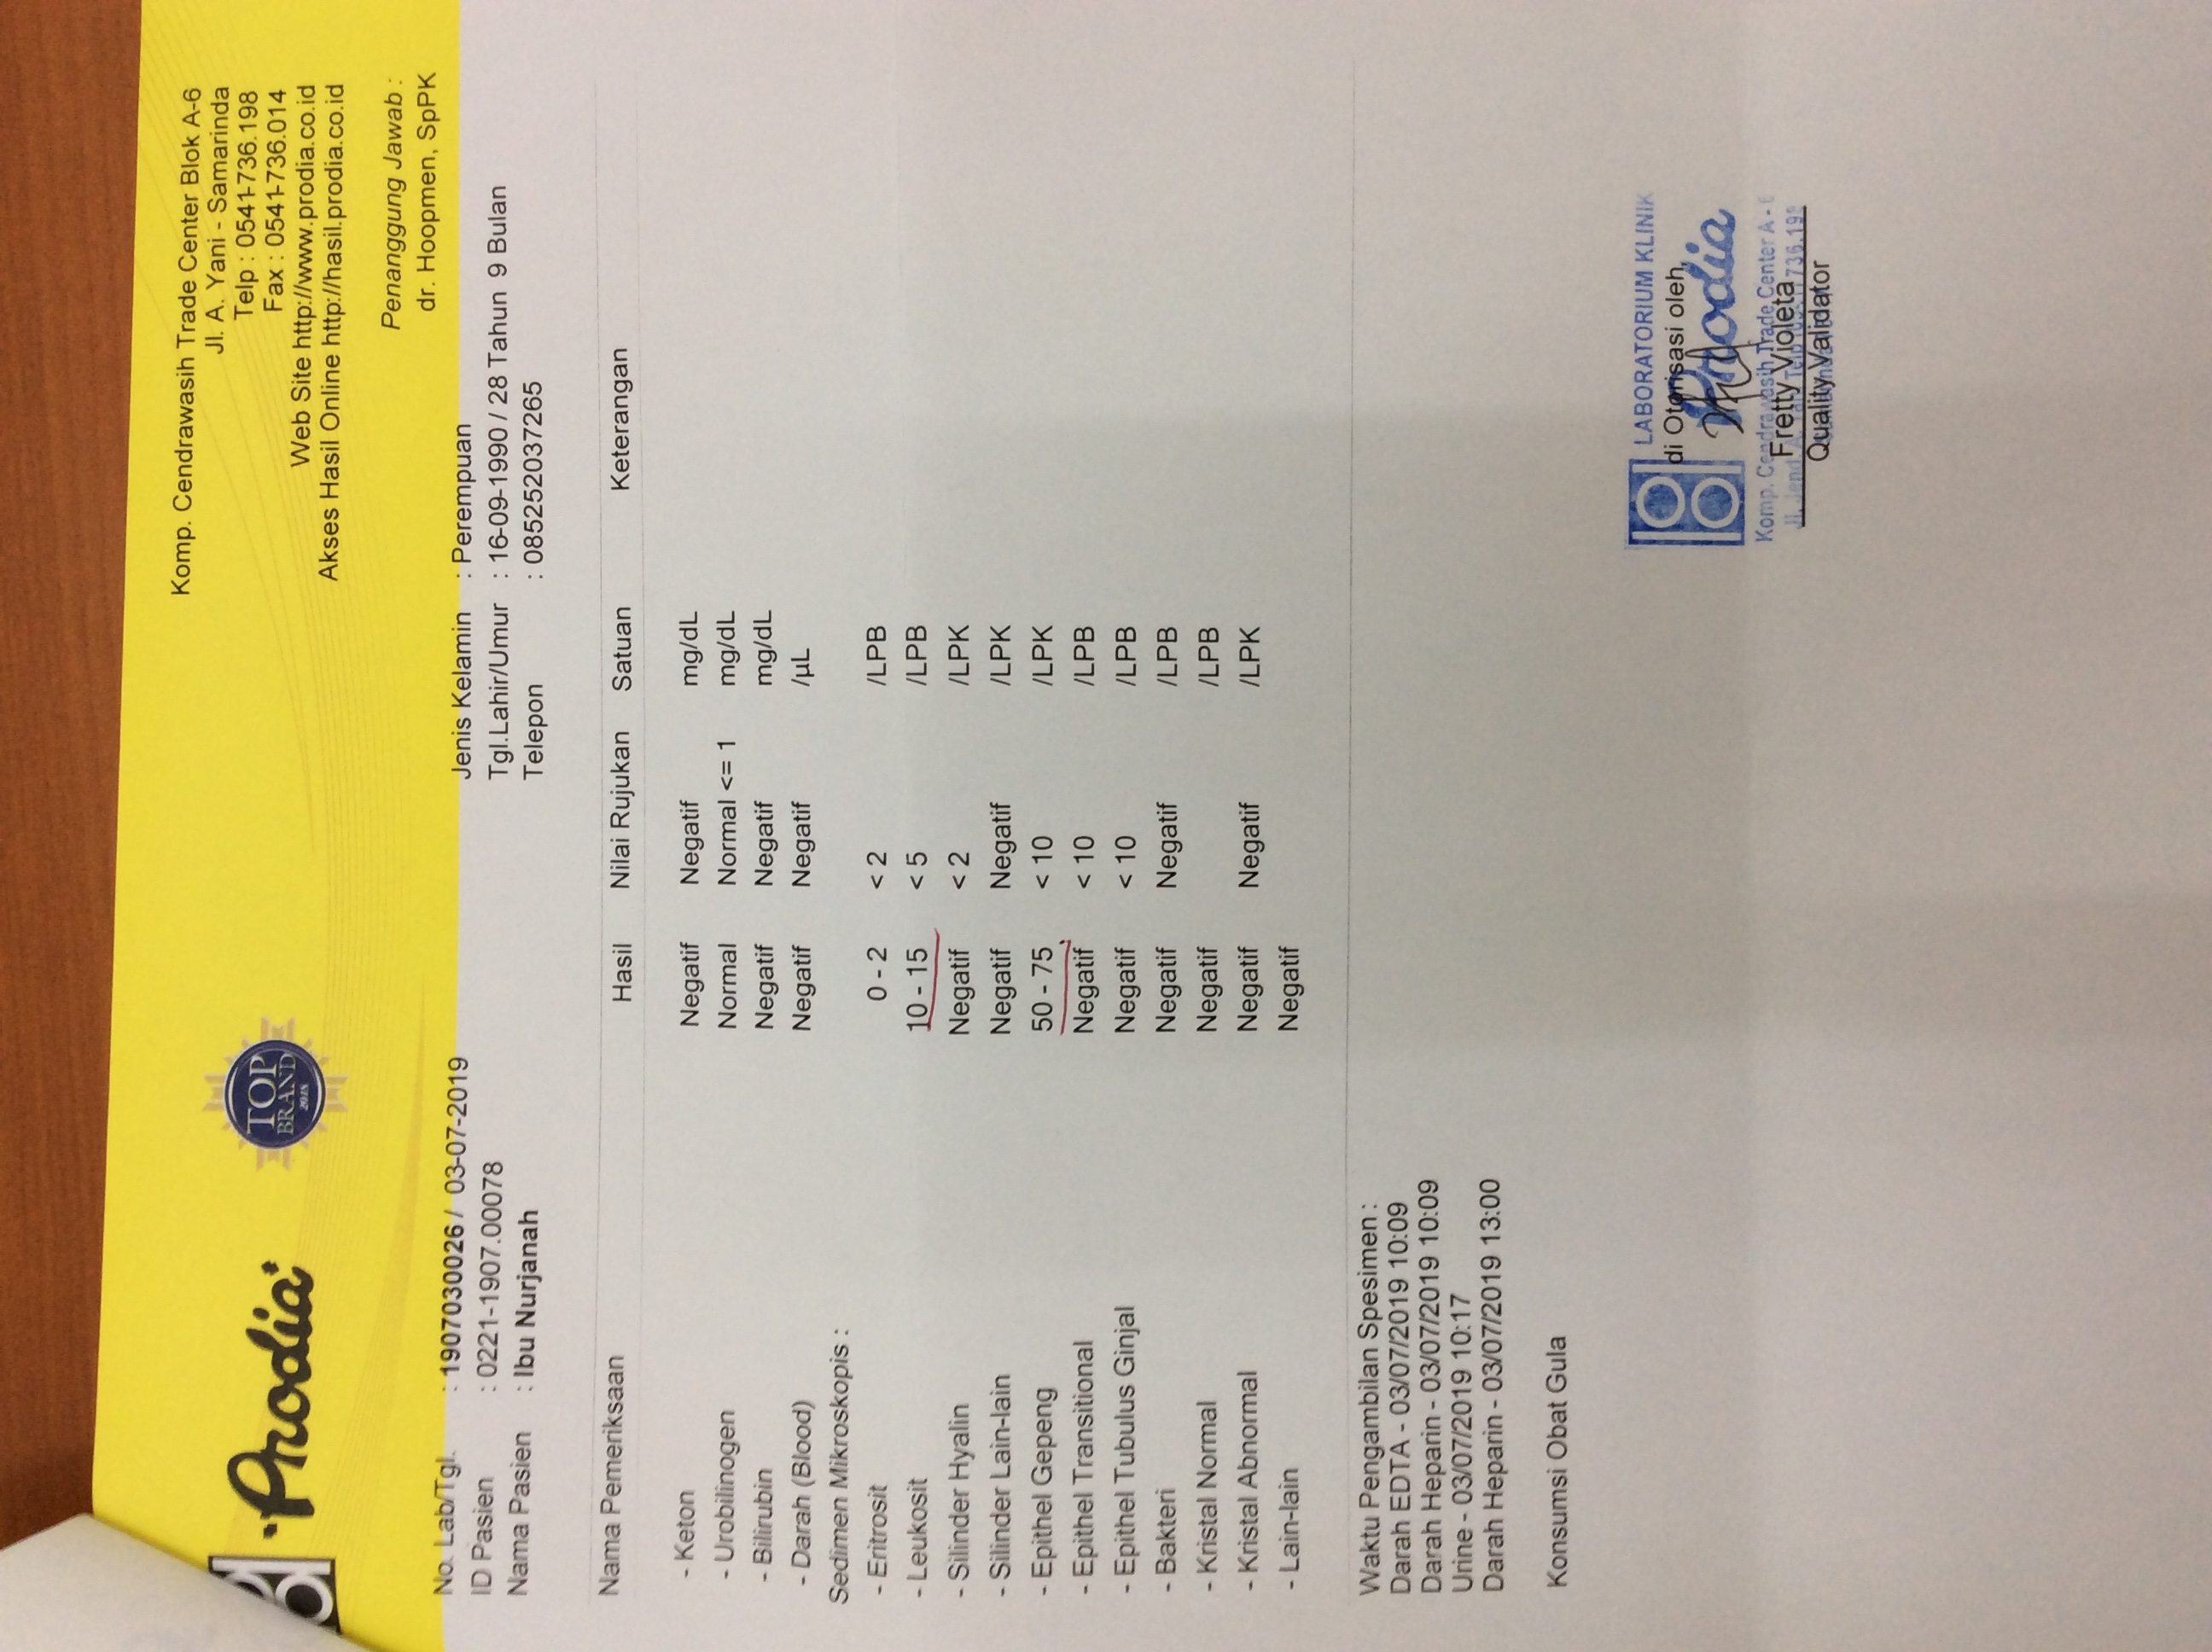 Prodia
TOP
BRAND
2018
Komp. Cendrawasih Trade Center Blok A-6
Jl. A. Yani - Samarinda
Telp : 0541-736.198
Fax : 0541-736.014
Web Site http://www.prodia.co.id
Akses Hasil Online http://hasil.prodia.co.id
Penanggung Jawab :
dr. Hoopmen, SpPK
No. Lab/Tgl. : 1907030026 / 03-07-2019 Jenis Kelamin : Perempuan
ID Pasien : 0221-1907.00078 Tgl.Lahir/Umur : 16-09-1990 / 28 Tahun 9 Bulan
Nama Pasien : Ibu Nurjanah Telepon : 085252037265
Nama Pemeriksaan Hasil Nilai Rujukan Satuan Keterangan
- Keton Negatif Negatif mg/dL
- Urobilinogen Normal Normal <= 1 mg/dL
- Bilirubin Negatif Negatif mg/dL
- Darah (Blood) Negatif Negatif /µL
Sedimen Mikroskopis :
- Eritrosit 0 - 2 < 2 /LPB
- Leukosit 10 - 15 < 5 /LPB
- Silinder Hyalin Negatif < 2 /LPK
- Silinder Lain-lain Negatif Negatif /LPK
- Epithel Gepeng 50 - 75 < 10 /LPK
- Epithel Transitional Negatif < 10 /LPB
- Epithel Tubulus Ginjal Negatif < 10 /LPB
- Bakteri Negatif Negatif /LPB
- Kristal Normal Negatif /LPB
- Kristal Abnormal Negatif Negatif /LPK
- Lain-lain Negatif
Waktu Pengambilan Spesimen :
Darah EDTA - 03/07/2019 10:09
Darah Heparin - 03/07/2019 10:09
Urine - 03/07/2019 10:17
Darah Heparin - 03/07/2019 13:00
Konsumsi Obat Gula
LABORATORIUM KLINIK
di Otorisasi oleh,
Prodia
Komp. Cendrawasih Trade Center A -
Fretty Violeta
Quality Validator